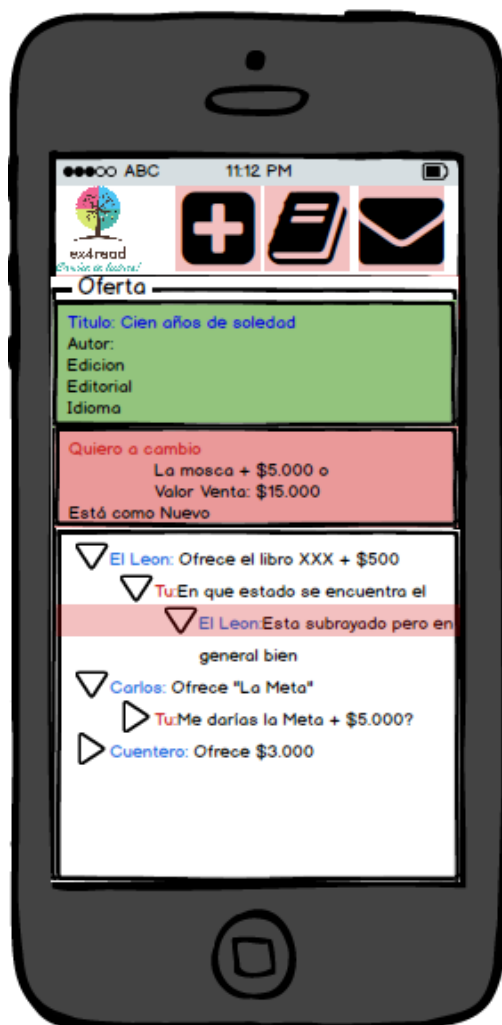 ABC 11:12 PM
ex4read
Oferta
Titulo: Cien años de soledad
Autor:
Edicion
Editorial
Idioma
Quiero a cambio
La mosca + $5.000 o
Valor Venta: $15.000
Está como Nuevo
El Leon: Ofrece el libro XXX + $500
Tu:En que estado se encuentra el
El Leon:Esta subrayado pero en
general bien
Carlos: Ofrece "La Meta"
Tu:Me darías la Meta + $5.000?
Cuentero: Ofrece $3.000